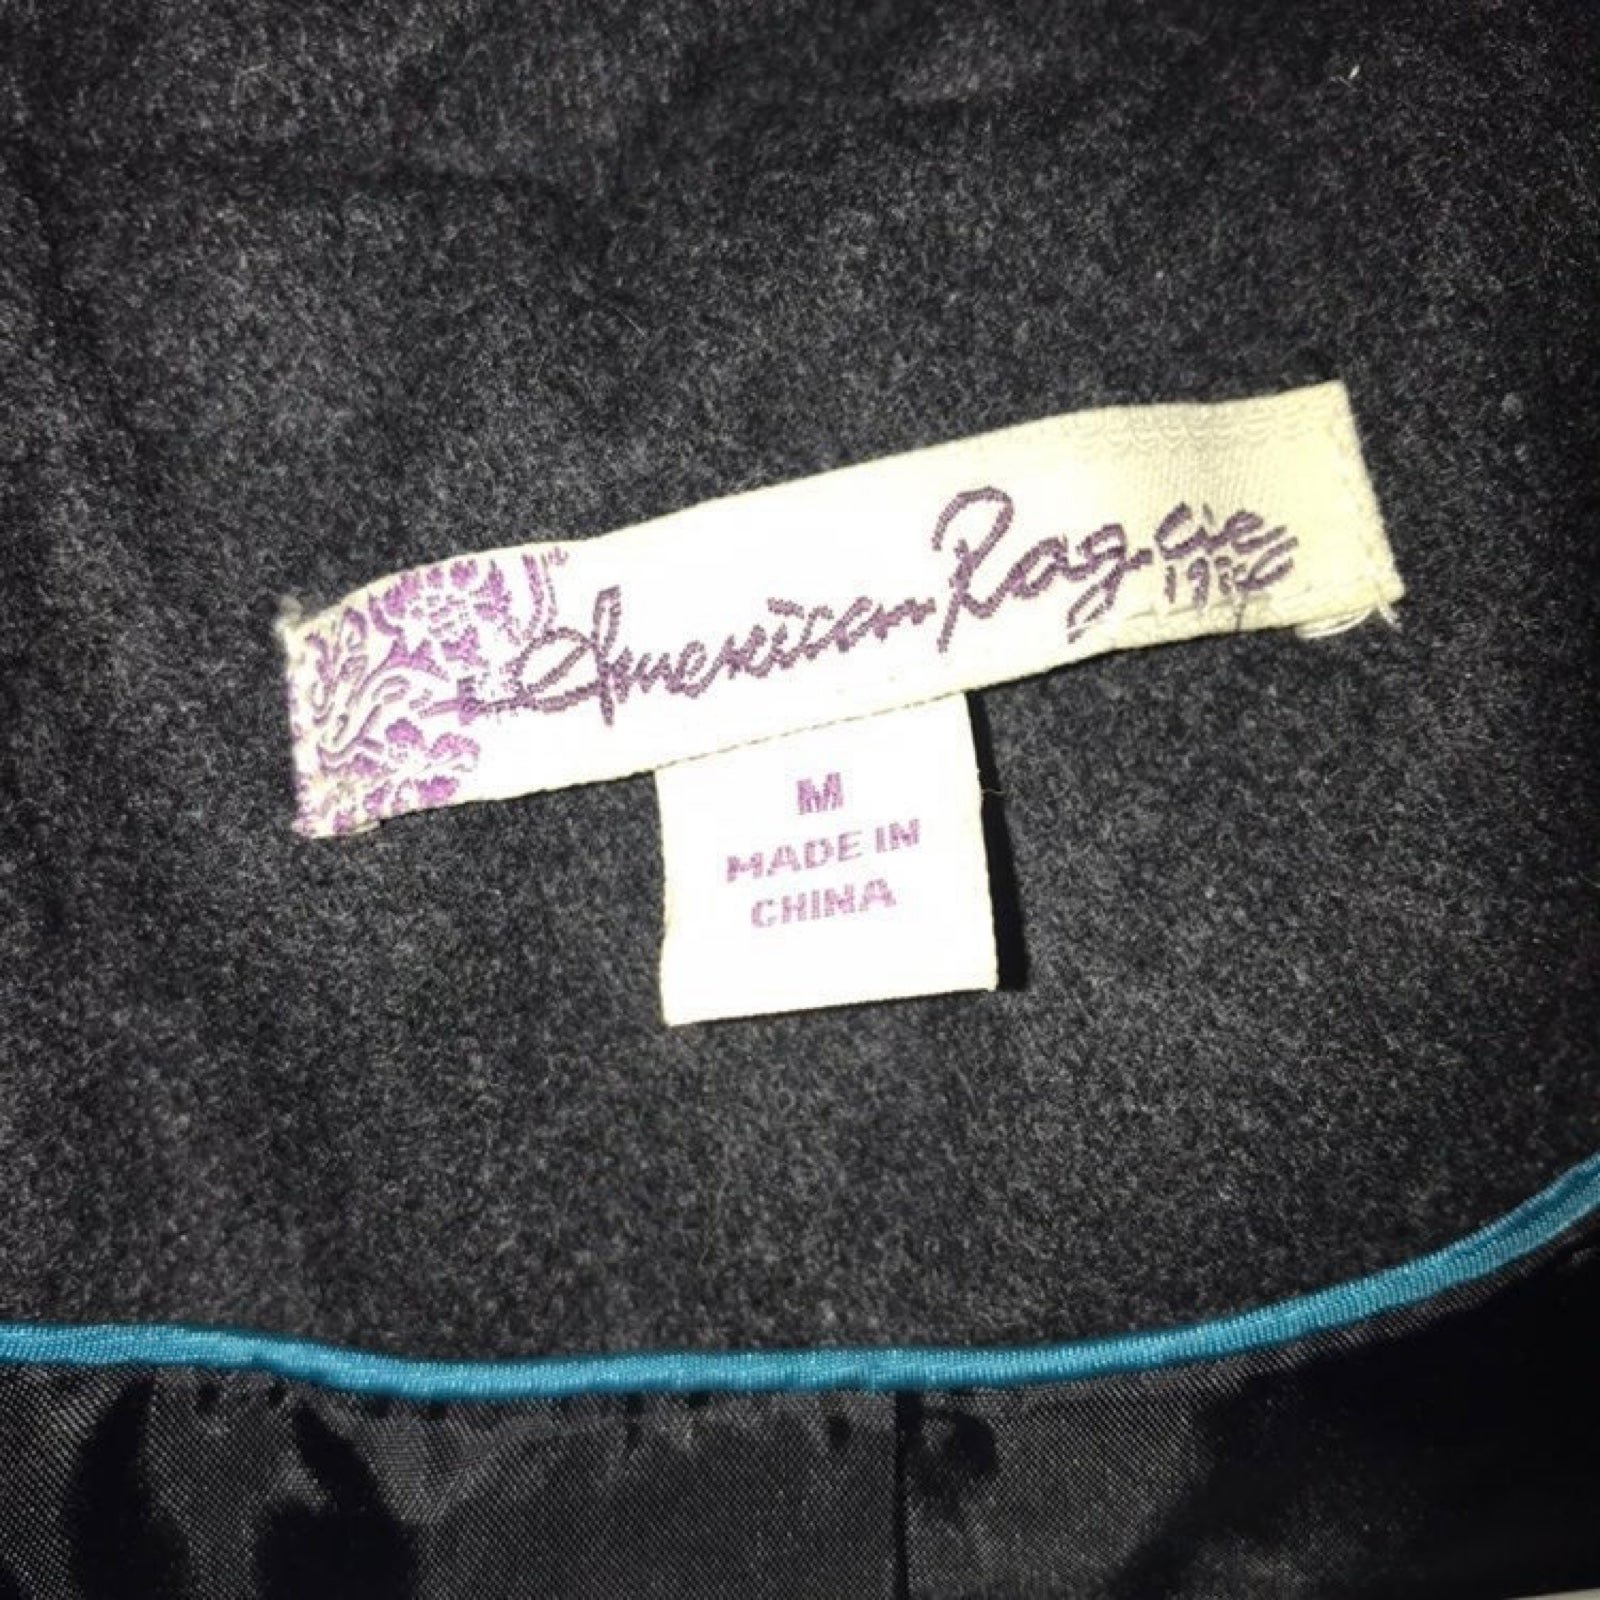 American Rag. Cie
M
MADE IN
CHINA